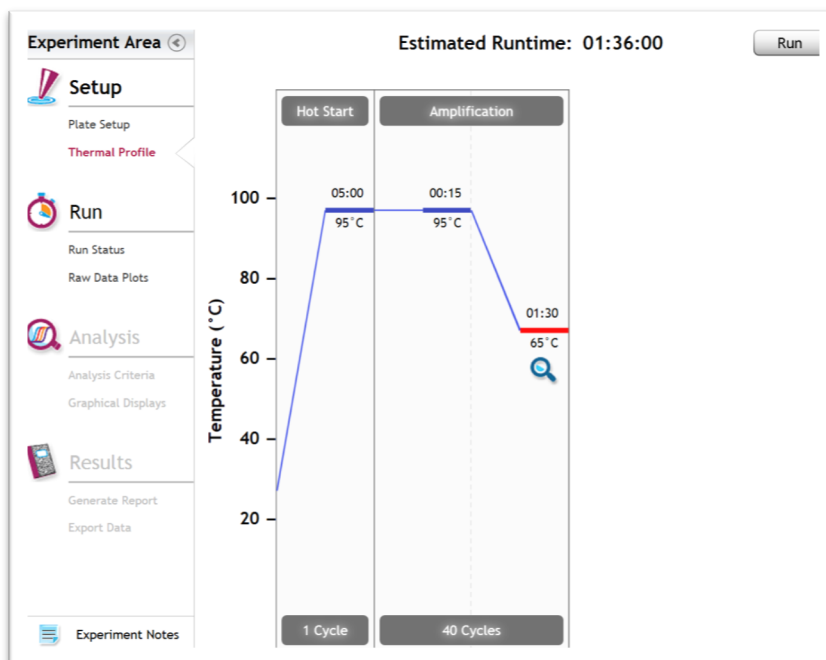 Experiment Area
Estimated Runtime: 01:36:00
Run
Setup
Plate Setup
Thermal Profile
Run
Run Status
Raw Data Plots
Analysis
Analysis Criteria
Graphical Displays
Results
Generate Report
Export Data
Experiment Notes
Hot Start
Amplification
Temperature (°C)
100
80
60
40
20
05:00
95°C
00:15
95°C
01:30
65°C
1 Cycle
40 Cycles